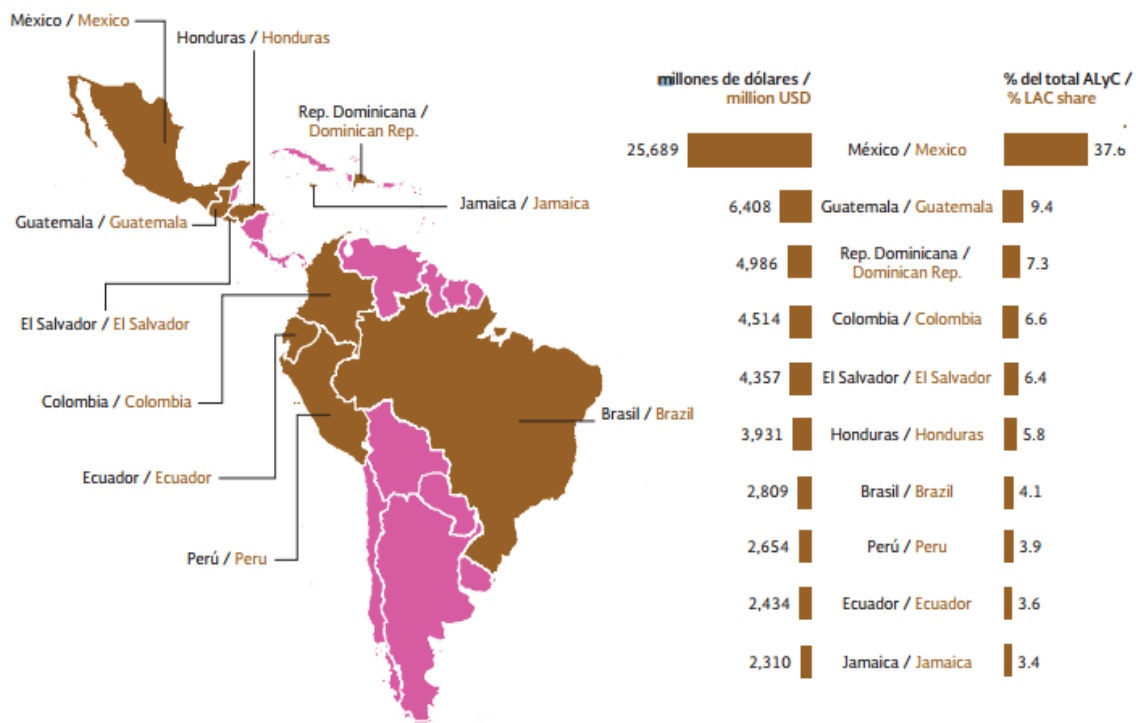 México / Mexico
Honduras / Honduras
Rep. Dominicana /
Dominican Rep.
Jamaica / Jamaica
Guatemala / Guatemala
El Salvador / El Salvador
Colombia / Colombia
Brasil / Brazil
Ecuador / Ecuador
Perú / Peru
millones de dólares /
million USD
% del total ALyC /
% LAC share
25,689 México / Mexico 37.6
6,408 Guatemala / Guatemala 9.4
Rep. Dominicana /
4,986 Dominican Rep. 7.3
4,514 Colombia / Colombia 6.6
4,357 El Salvador / El Salvador 6.4
3,931 Honduras / Honduras 5.8
2,809 Brasil / Brazil 4.1
2,654 Perú / Peru 3.9
2,434 Ecuador / Ecuador 3.6
2,310 Jamaica / Jamaica 3.4